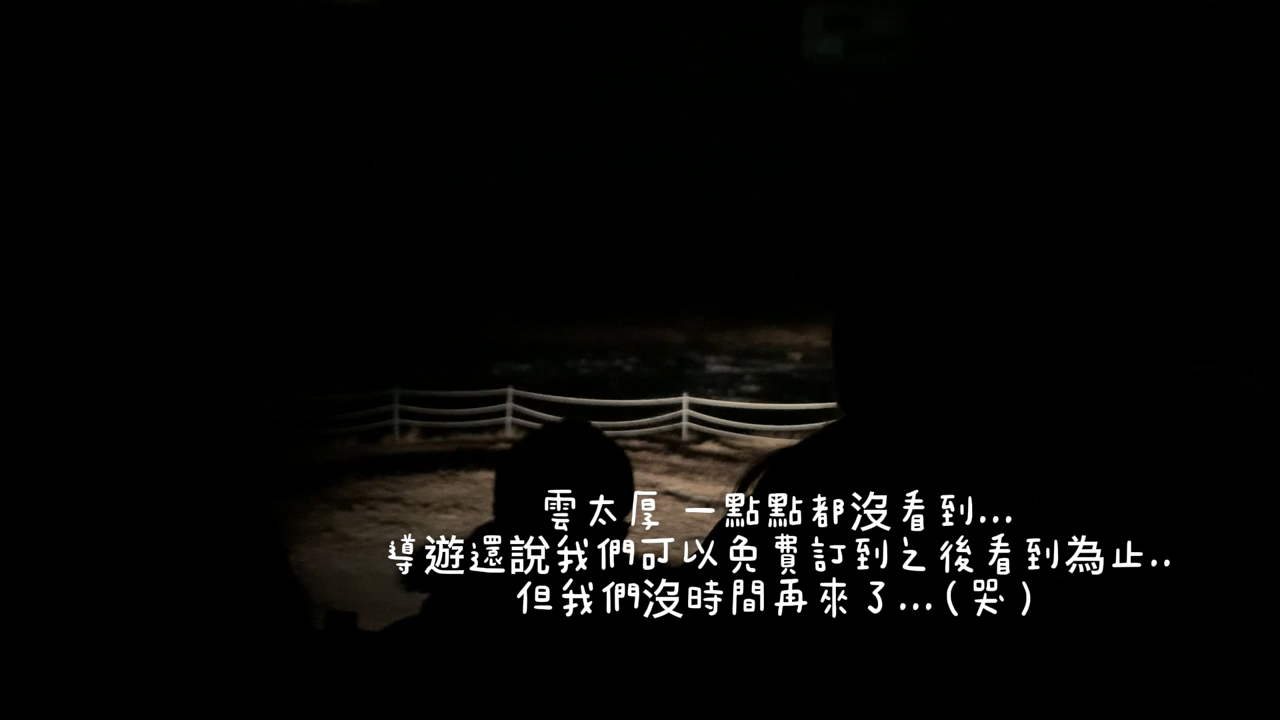 雲太厚 一點點都沒看到...
導遊還說我們可以免費訂到之後看到為止..
但我們沒時間再來了...(哭)